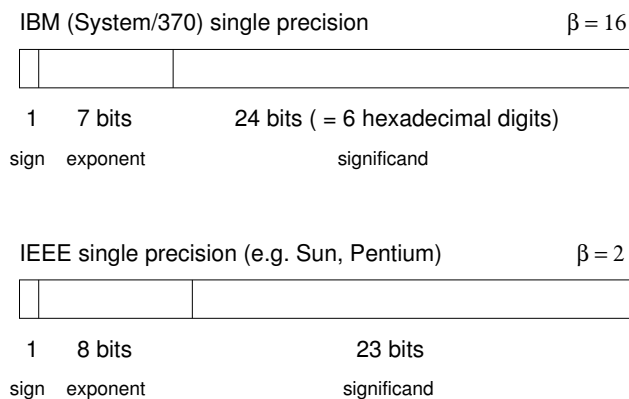 IBM (System/370) single precision β = 16
1 7 bits 24 bits ( = 6 hexadecimal digits)
sign exponent significand
IEEE single precision (e.g. Sun, Pentium) β = 2
1 8 bits 23 bits
sign exponent significand